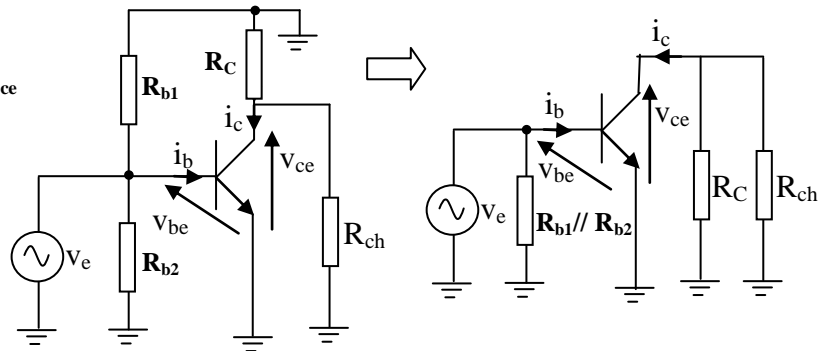 ce
R_C
R_b1
i_c
i_b
v_ce
v_be
v_e
R_b2
R_ch
i_c
i_b
v_ce
v_be
v_e
R_b1// R_b2
R_C
R_ch